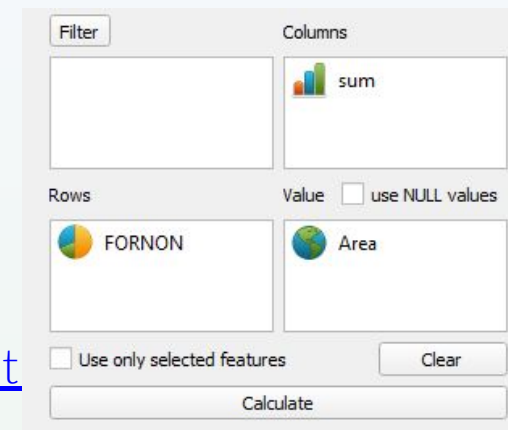 Filter Columns
sum
Rows Value use NULL values
FORNON Area
t Use only selected features Clear
Calculate